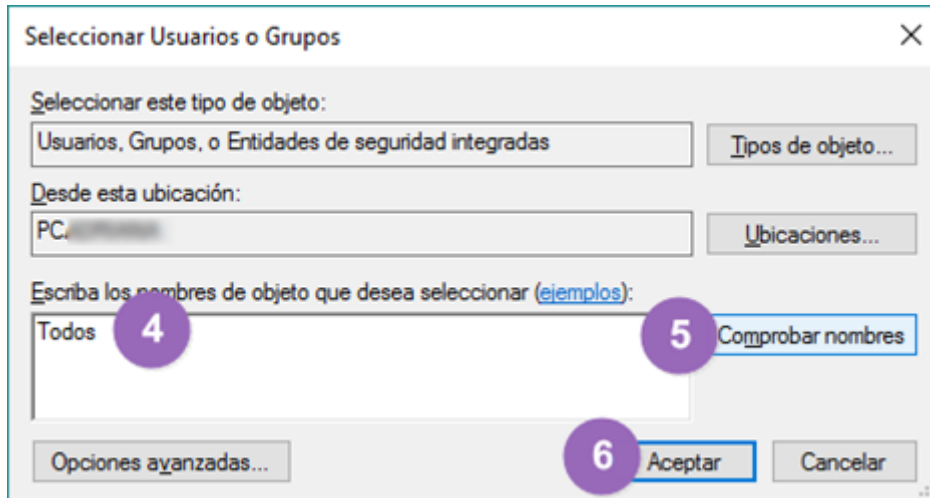 Seleccionar Usuarios o Grupos
Seleccionar este tipo de objeto:
Usuarios, Grupos, o Entidades de seguridad integradas
Tipos de objeto...
Desde esta ubicación:
PC
Ubicaciones...
Escriba los nombres de objeto que desea seleccionar (ejemplos):
Todos 4
5 Comprobar nombres
Opciones avanzadas...
6 Aceptar
Cancelar